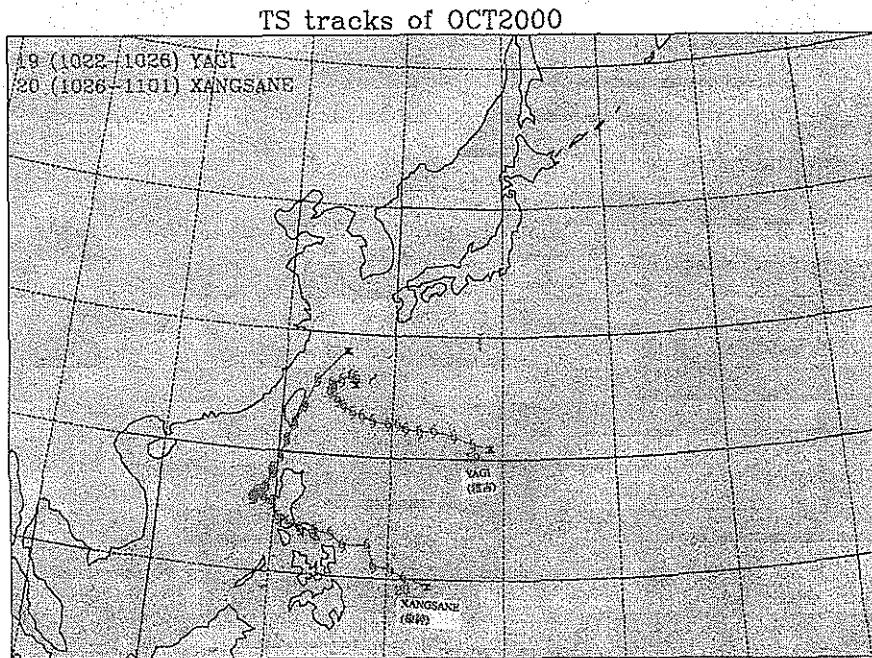 TS tracks of OCT2000
19 (1022-1026) YAGI
20 (1026-1101) XANGSANE
YAGI
XANGSANE